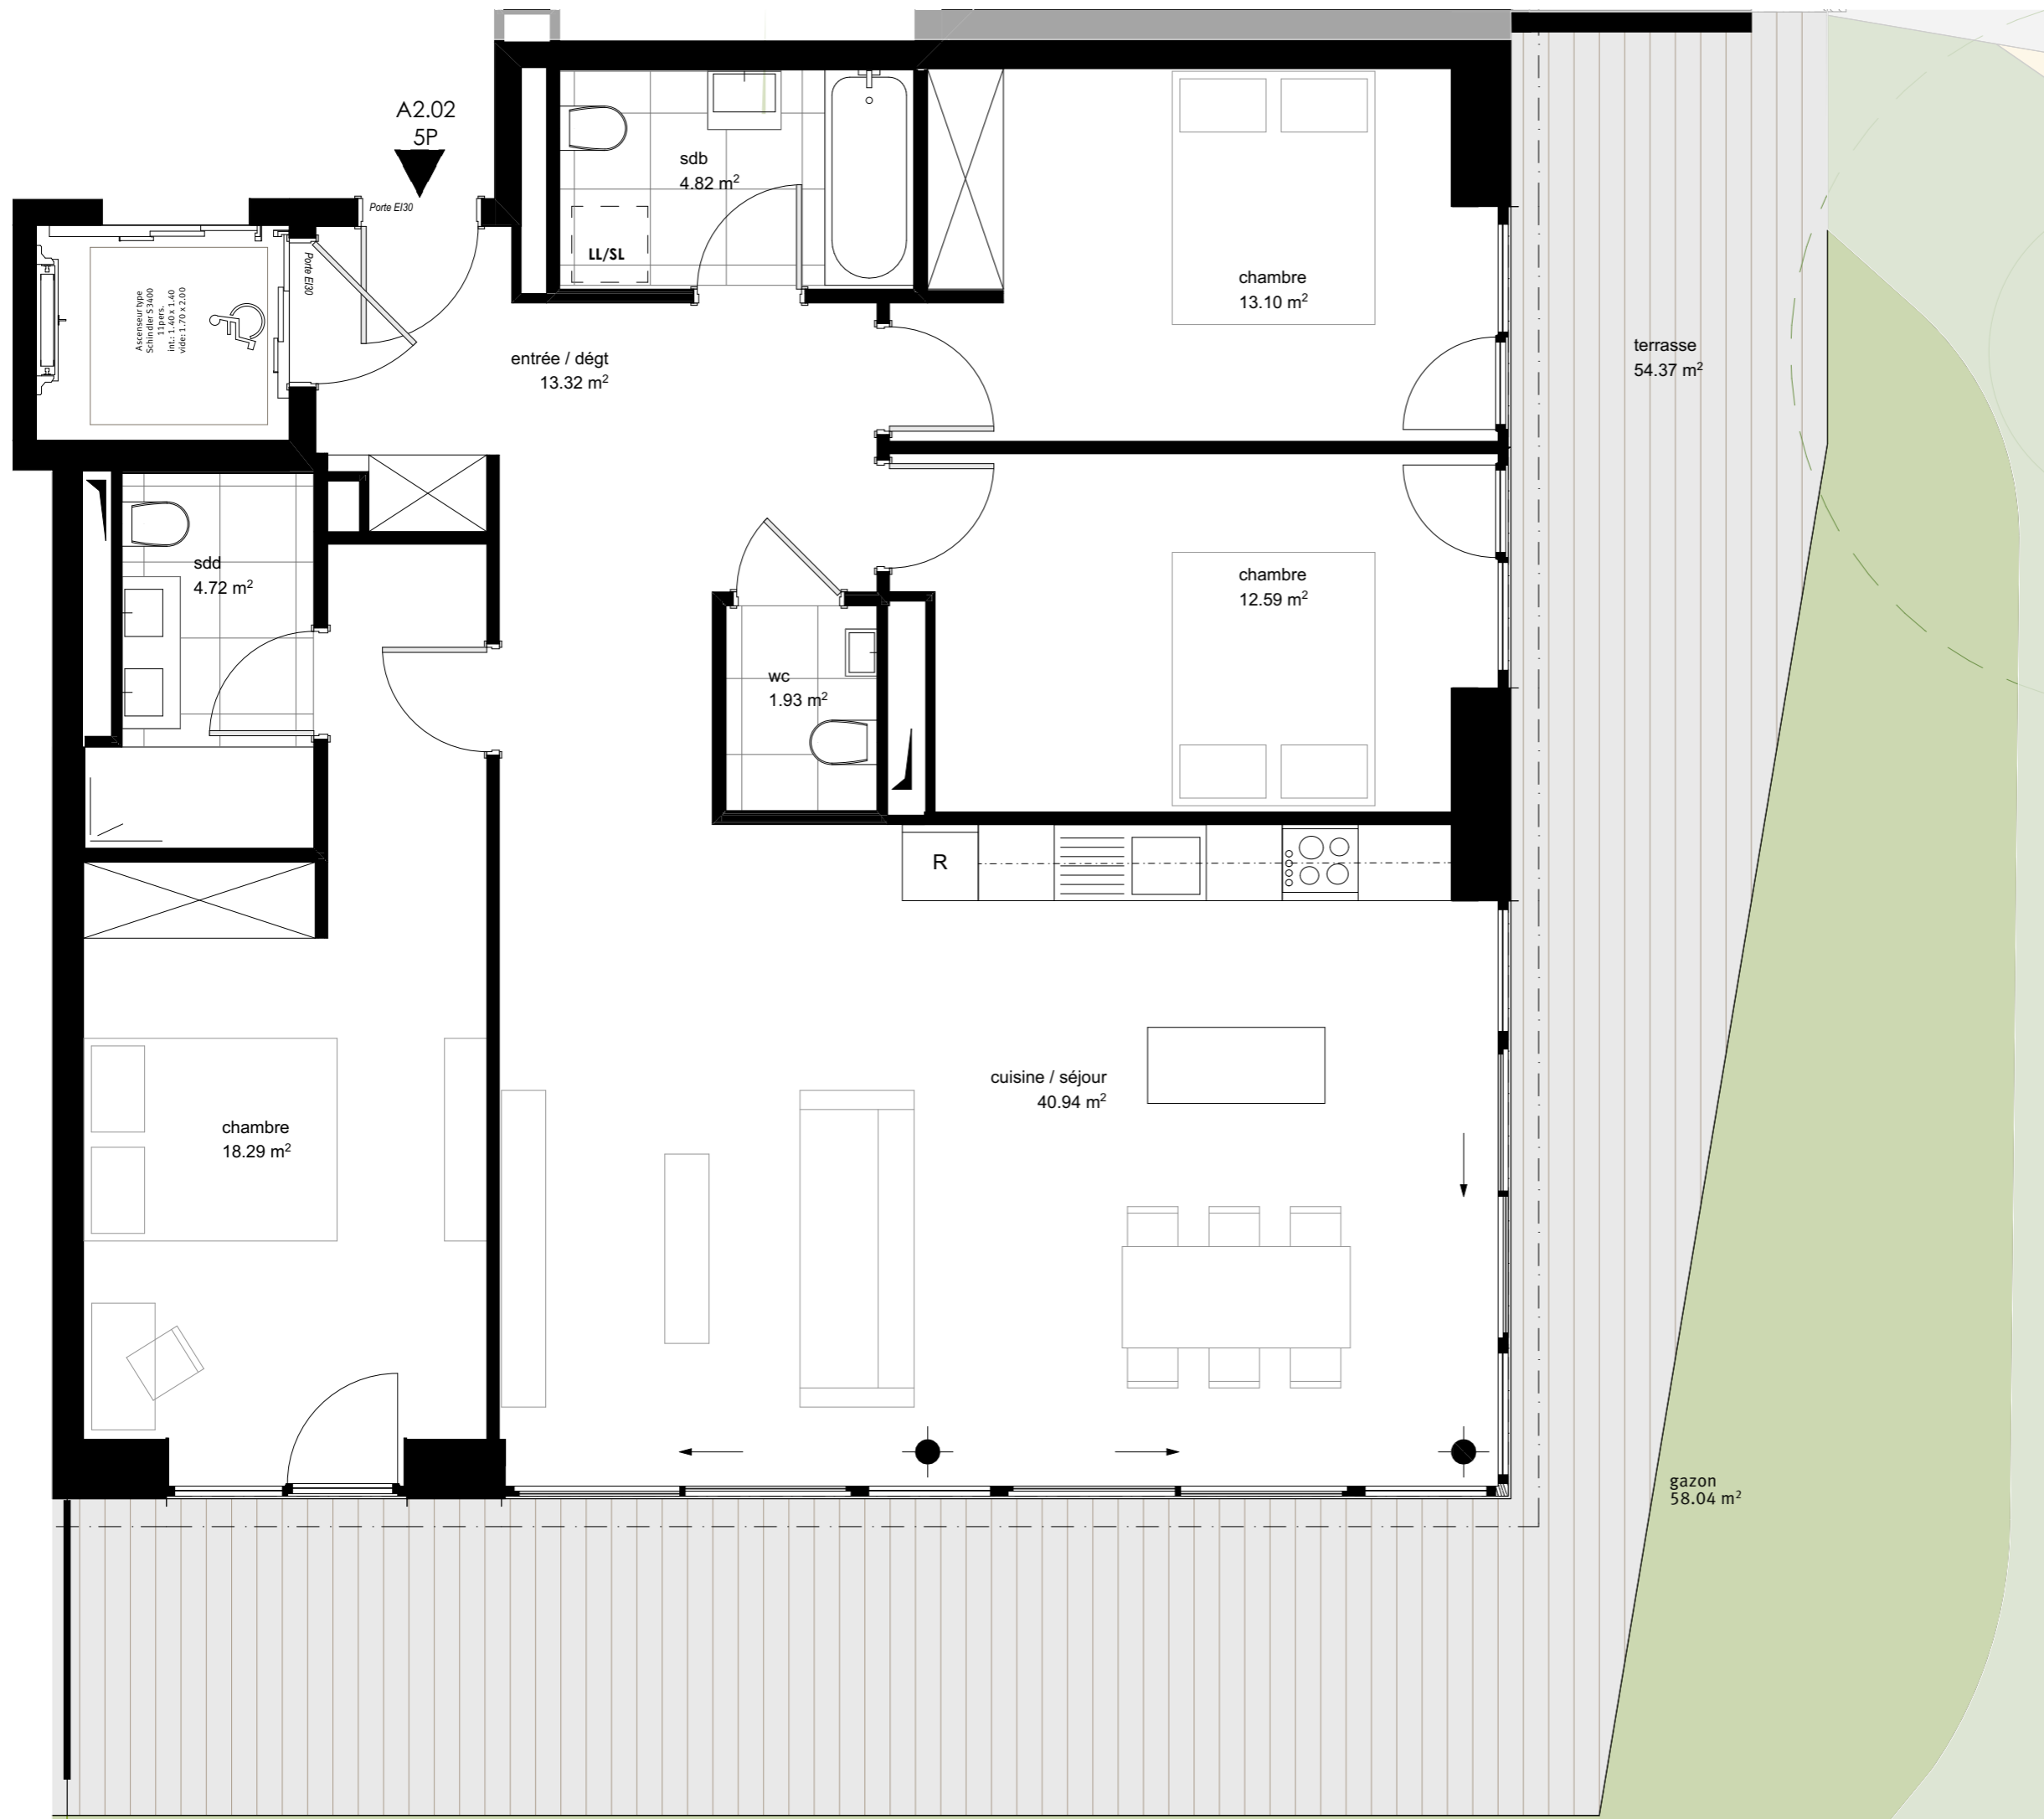 A2.02
5P
Porte EI30
Porte EI30
Ascenseur type
Schindler S3400
11pers.
int.: 1.40 x 1.40
vide: 1.70 x 2.00
sdb
4.82 m²
LL/SL
chambre
13.10 m²
terrasse
54.37 m²
entrée / dégt
13.32 m²
sdd
4.72 m²
chambre
12.59 m²
wc
1.93 m²
R
cuisine / séjour
40.94 m²
chambre
18.29 m²
gazon
58.04 m²